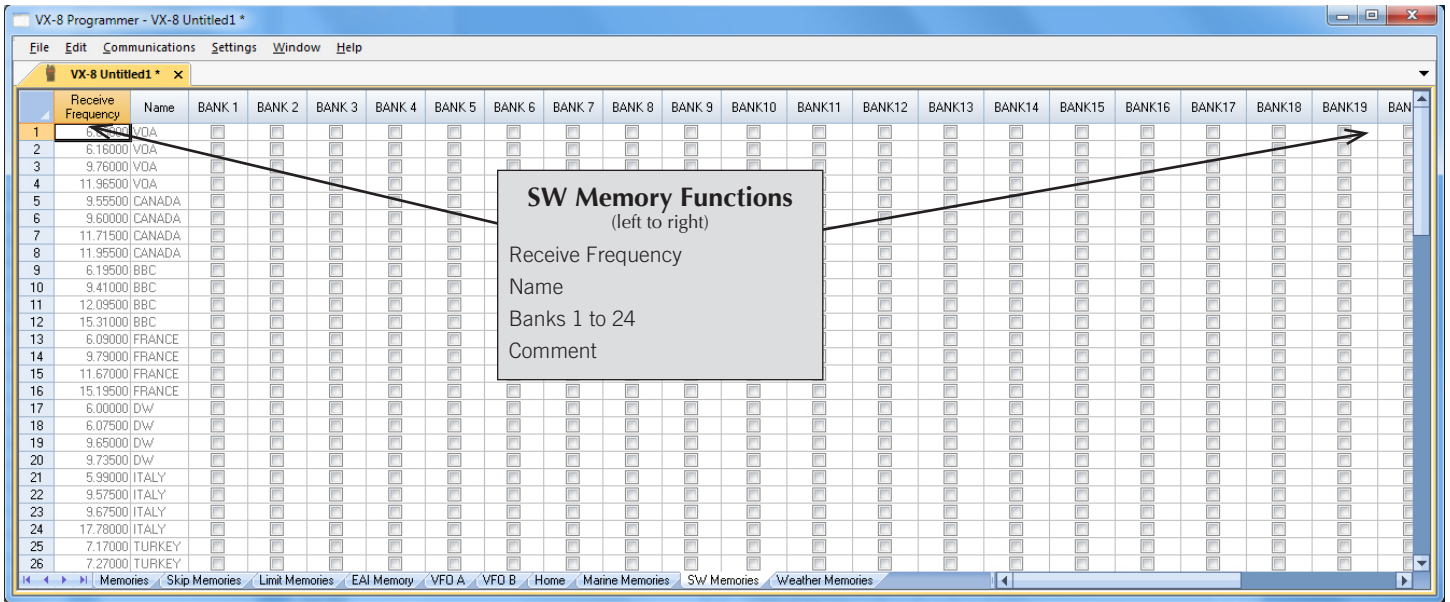 VX-8 Programmer - VX-8 Untitled1 *
File Edit Communications Settings Window Help
VX-8 Untitled1 * x
Receive Frequency Name BANK 1 BANK 2 BANK 3 BANK 4 BANK 5 BANK 6 BANK 7 BANK 8 BANK 9 BANK10 BANK11 BANK12 BANK13 BANK14 BANK15 BANK16 BANK17 BANK18 BANK19 BAN
1 VOA
2 6.16000 VOA
3 9.76000 VOA
4 11.96500 VOA
5 9.55500 CANADA
6 9.60000 CANADA
7 11.71500 CANADA
8 11.95500 CANADA
9 6.19500 BBC
10 9.41000 BBC
11 12.09500 BBC
12 15.31000 BBC
13 6.09000 FRANCE
14 9.79000 FRANCE
15 11.67000 FRANCE
16 15.19500 FRANCE
17 6.00000 DW
18 6.07500 DW
19 9.65000 DW
20 9.73500 DW
21 5.99000 ITALY
22 9.57500 ITALY
23 9.67500 ITALY
24 17.78000 ITALY
25 7.17000 TURKEY
26 7.27000 TURKEY
SW Memory Functions
(left to right)
Receive Frequency
Name
Banks 1 to 24
Comment
Memories Skip Memories Limit Memories EAI Memory VFO A VFO B Home Marine Memories SW Memories Weather Memories